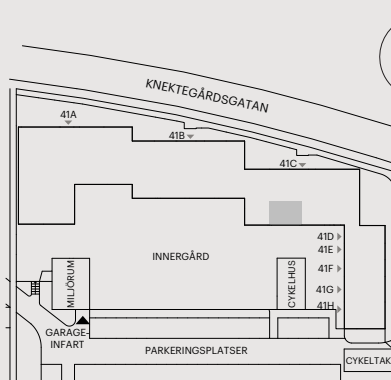 KNEKTEGÅRDSGATAN
41A
41B
41C
41D
41E
41F
41G
41H
INNERGÅRD
MILJÖRUM
CYKELHUS
GARAGE-
INFART
PARKERINGSPLATSER
CYKELTAK